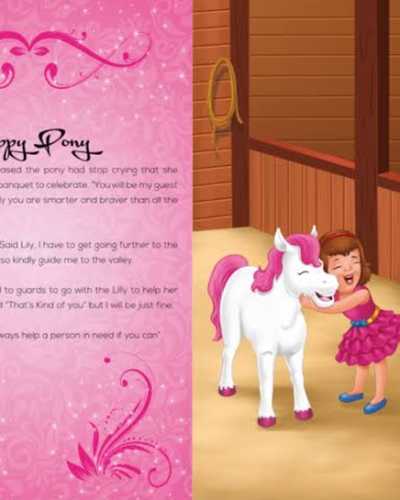 ppy Pony
ased the pony had stop crying that she
banquet to celebrate. "You will be my guest
ly you are smarter and braver than all the
Said Lily, I have to get going further to the
so kindly guide me to the valley.
d to guards to go with the Lilly to help her
d "That's Kind of you" but I will be just fine.
ways help a person in need if you can"